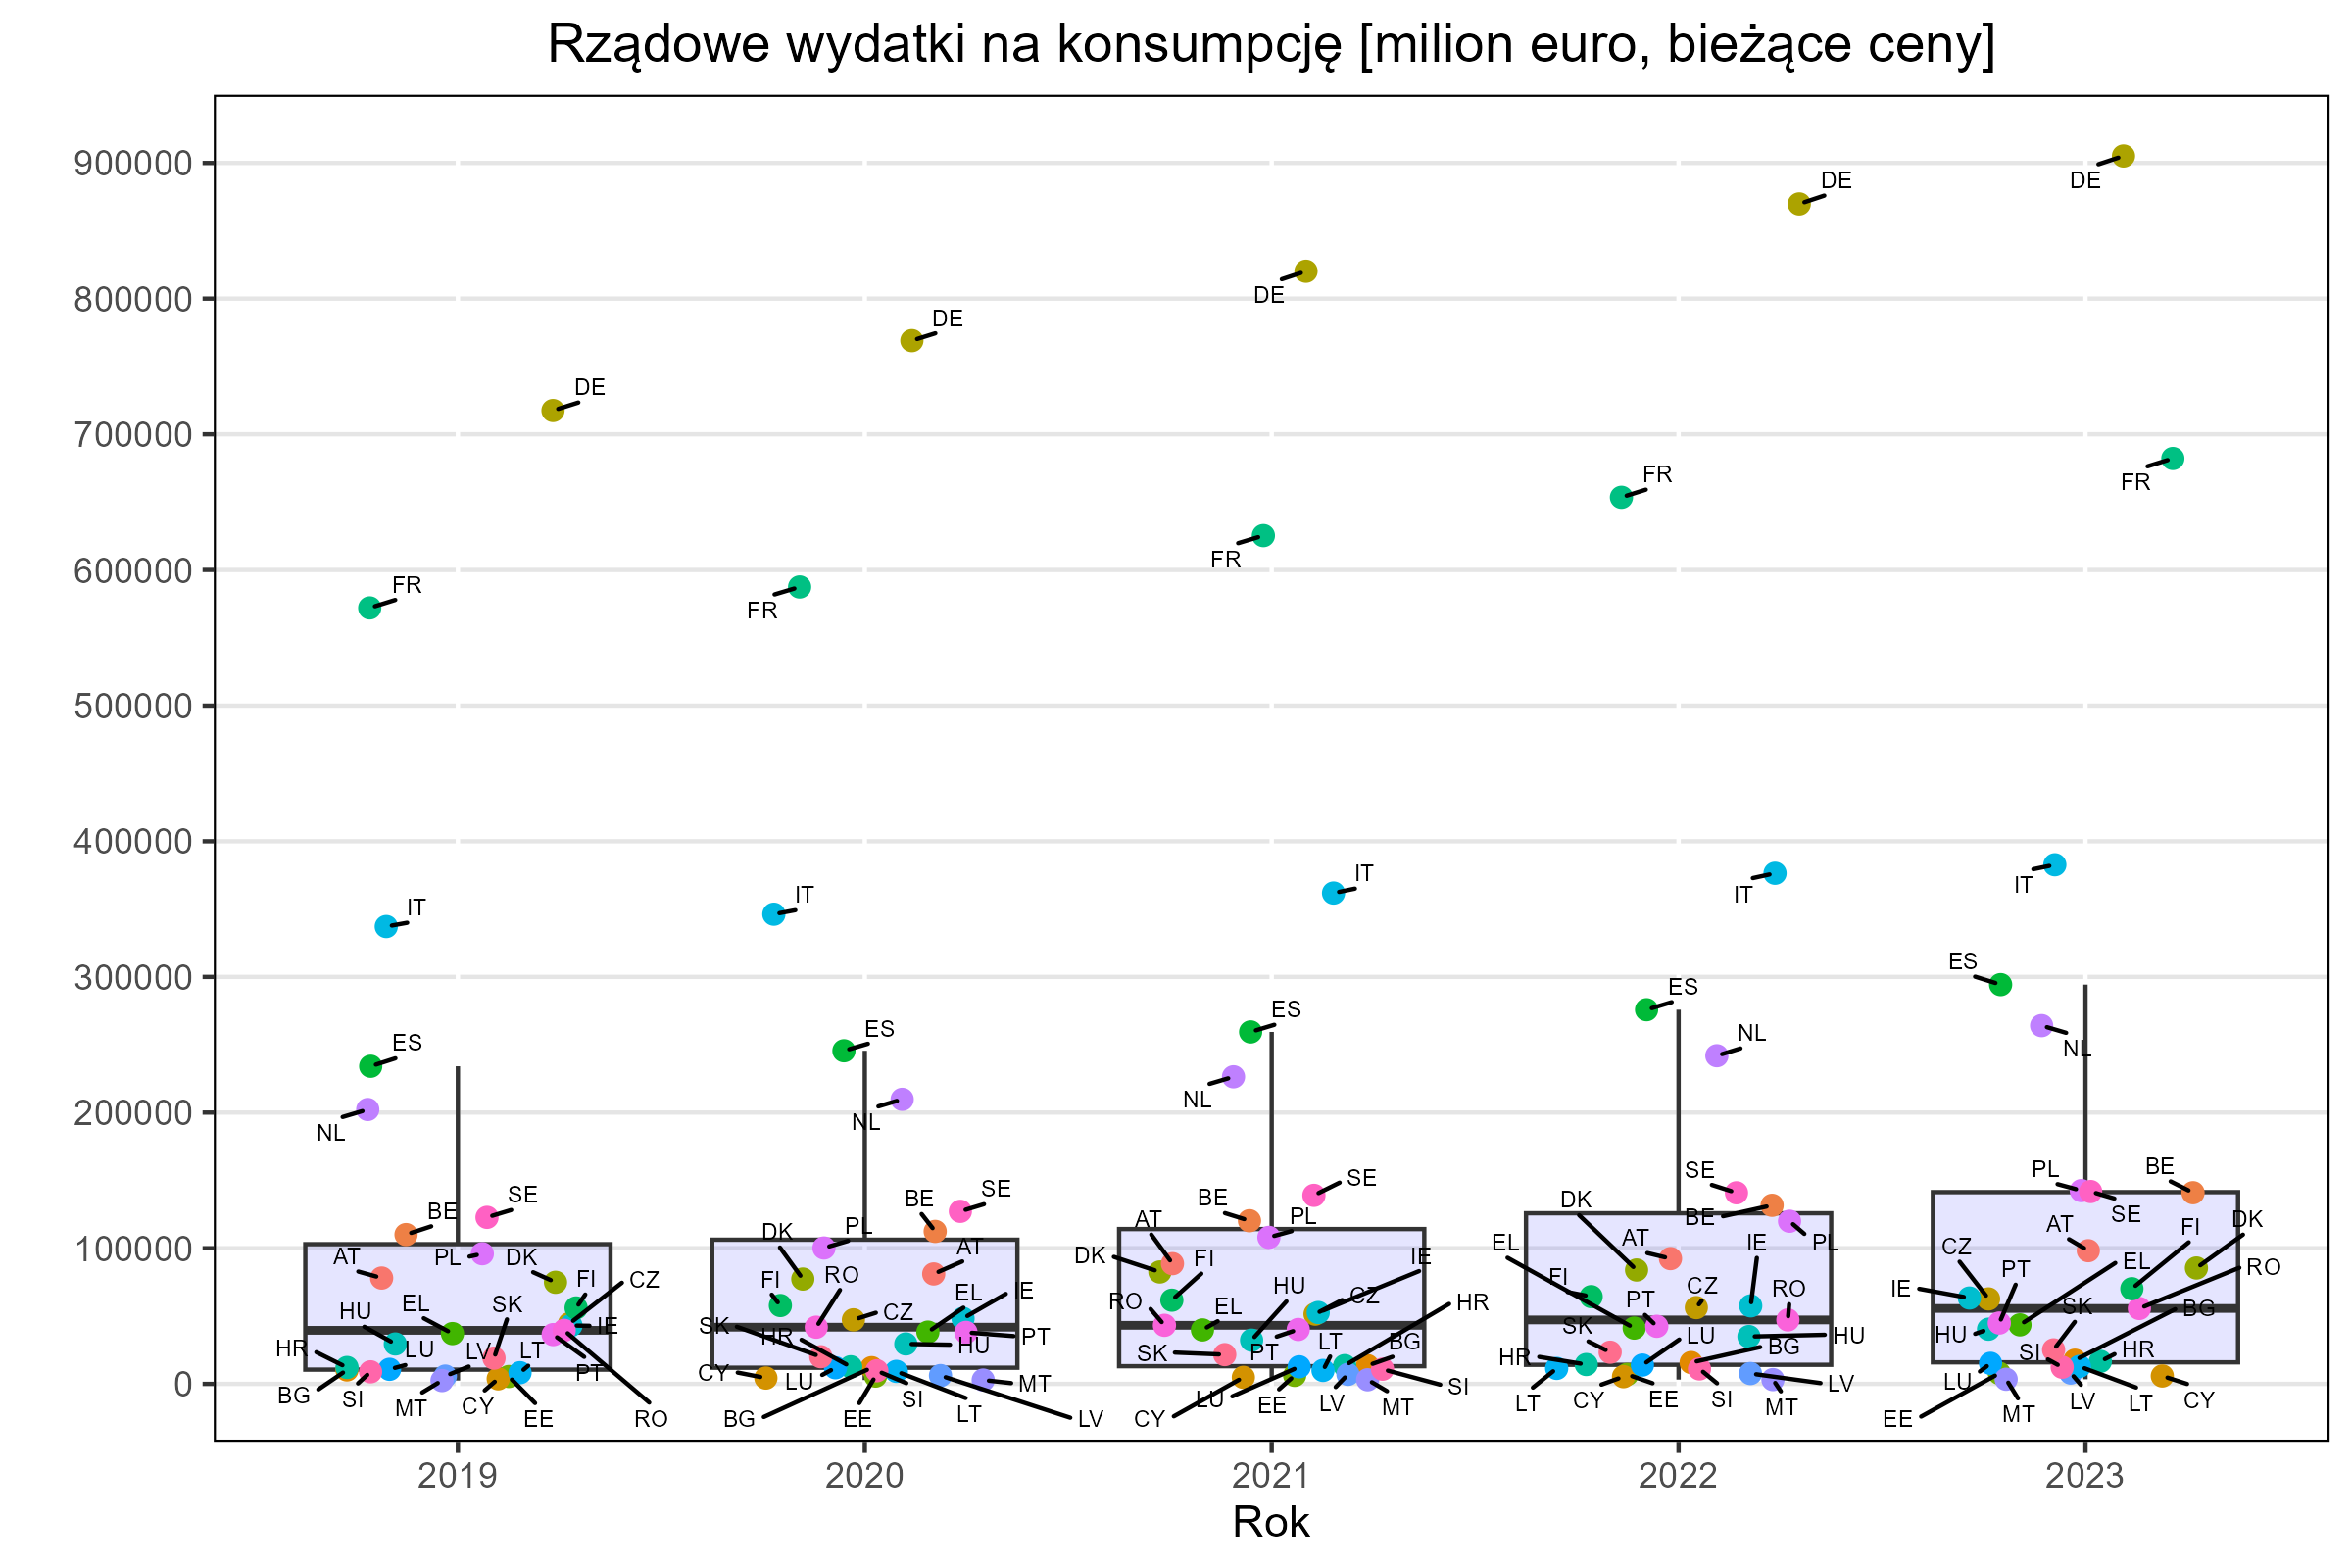 Rządowe wydatki na konsumpcję [milion euro, bieżące ceny]
900000
800000
700000
600000
500000
400000
300000
200000
100000
0
DE
FR
IT
ES
NL
BE
SE
AT
PL
DK
FI
CZ
HU
EL
SK
IE
HR
LU
LV
LT
PT
BG
SI
MT
CY
EE
RO
DE
FR
IT
ES
NL
BE
SE
DK
PL
AT
FI
RO
EL
IE
SK
HR
CZ
HU
PT
CY
LU
BG
EE
SI
LT
LV
MT
DE
FR
IT
ES
NL
BE
SE
AT
PL
DK
FI
IE
RO
EL
HU
CZ
HR
SK
PT
LT
BG
CY
LU
EE
LV
MT
SI
DE
FR
IT
ES
NL
SE
DK
BE
EL
AT
IE
PL
FI
PT
CZ
RO
SK
LU
HU
HR
BG
LT
CY
EE
SI
MT
LV
DE
FR
IT
ES
NL
PL
BE
SE
AT
FI
DK
CZ
PT
EL
RO
IE
SK
BG
HU
SI
HR
LU
EE
MT
LV
LT
CY
2019
2020
2021
2022
2023
Rok